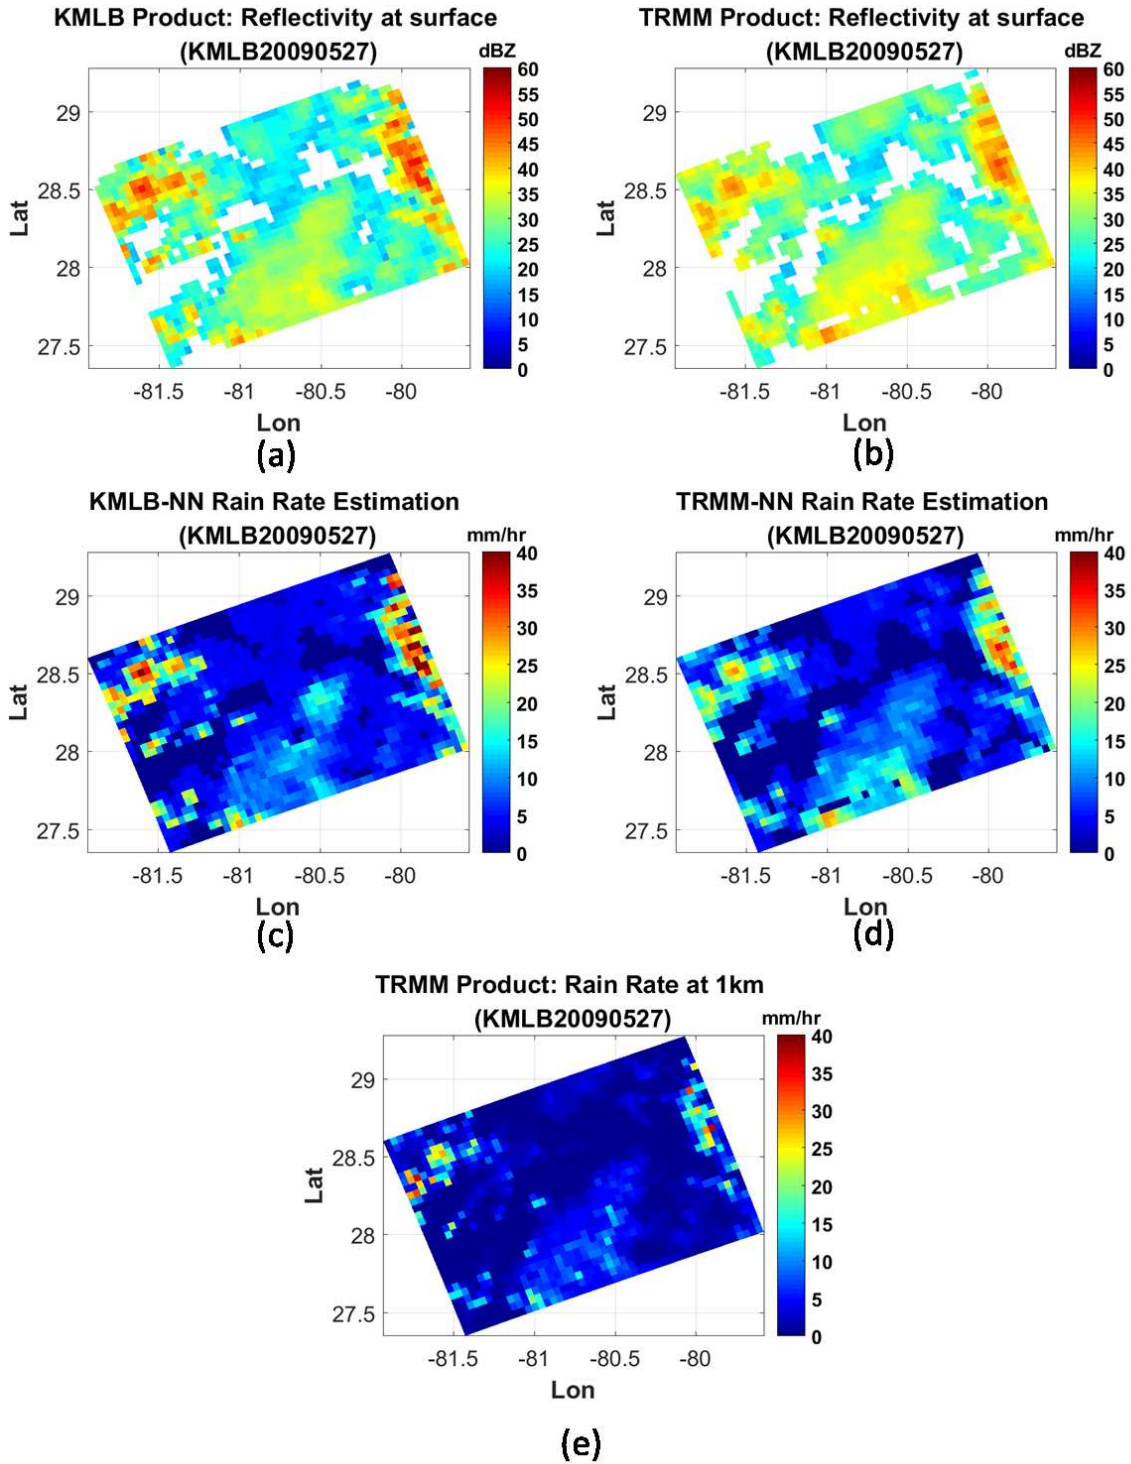 KMLB Product: Reflectivity at surface
(KMLB20090527)
dBZ
60
55
50
45
40
35
30
25
20
15
10
5
0
29
28.5
28
27.5
Lat
-81.5 -81 -80.5 -80
Lon
(a)
TRMM Product: Reflectivity at surface
(KMLB20090527)
dBZ
60
55
50
45
40
35
30
25
20
15
10
5
0
29
28.5
28
27.5
Lat
-81.5 -81 -80.5 -80
Lon
(b)
KMLB-NN Rain Rate Estimation
(KMLB20090527)
mm/hr
40
35
30
25
20
15
10
5
0
29
28.5
28
27.5
Lat
-81.5 -81 -80.5 -80
Lon
(c)
TRMM-NN Rain Rate Estimation
(KMLB20090527)
mm/hr
40
35
30
25
20
15
10
5
0
29
28.5
28
27.5
Lat
-81.5 -81 -80.5 -80
Lon
(d)
TRMM Product: Rain Rate at 1km
(KMLB20090527)
mm/hr
40
35
30
25
20
15
10
5
0
29
28.5
28
27.5
Lat
-81.5 -81 -80.5 -80
Lon
(e)